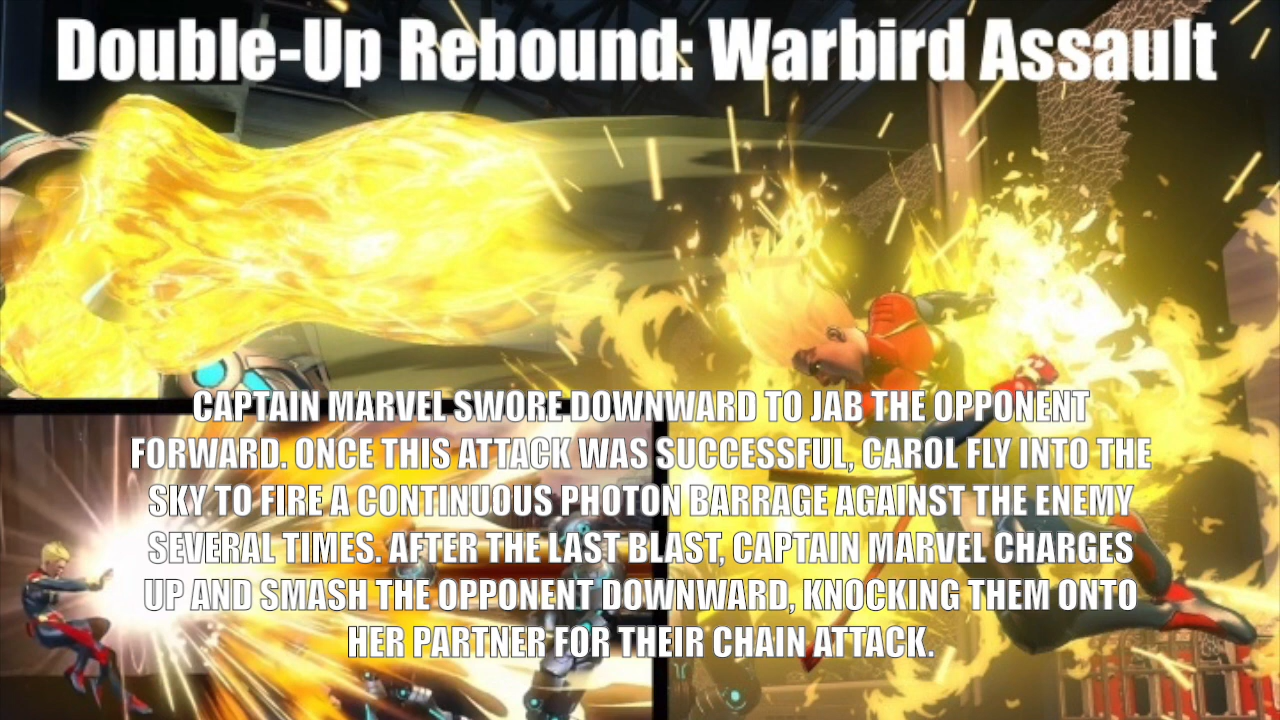 Double-Up Rebound: Warbird Assault
CAPTAIN MARVEL SWORE DOWNWARD TO JAB THE OPPONENT
FORWARD. ONCE THIS ATTACK WAS SUCCESSFUL, CAROL FLY INTO THE
SKY TO FIRE A CONTINUOUS PHOTON BARRAGE AGAINST THE ENEMY
SEVERAL TIMES. AFTER THE LAST BLAST, CAPTAIN MARVEL CHARGES
UP AND SMASH THE OPPONENT DOWNWARD, KNOCKING THEM ONTO
HER PARTNER FOR THEIR CHAIN ATTACK.